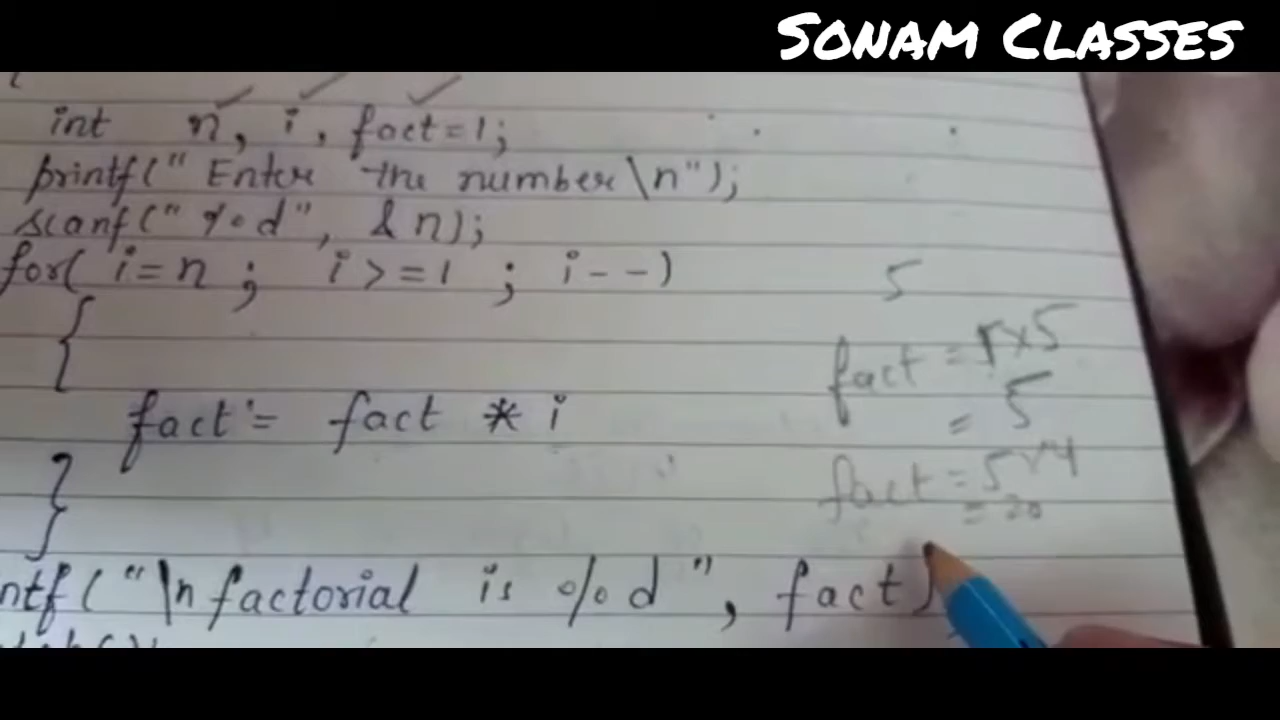 SONAM CLASSES
{
int n, i, fact=1;
printf("Enter the number\n");
scanf("%d", &n);
for( i=n ; i>=1 ; i--)
5
{
fact = 1x5
fact = fact * i
= 5
fact = 5x4
}
= 20
ntf("\nfactorial is %d", fact)